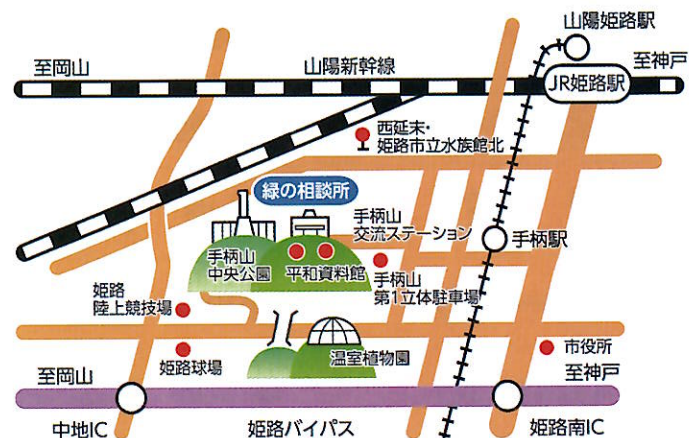 山陽姫路駅
至岡山
山陽新幹線
至神戸
JR姫路駅
西延末・
姫路市立水族館北
緑の相談所
手柄山
交流ステーション
手柄駅
手柄山
中央公園
平和資料館
手柄山
第1立体駐車場
姫路
陸上競技場
姫路球場
温室植物園
市役所
至岡山
至神戸
中地IC
姫路バイパス
姫路南IC